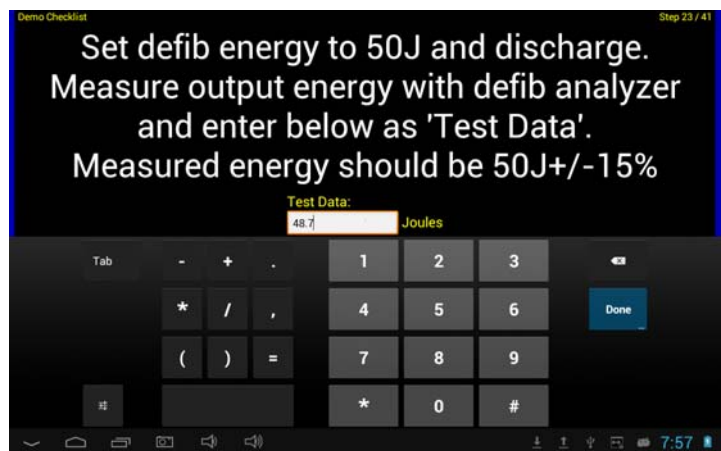 Demo Checklist
Step 23 / 41
Set defib energy to 50J and discharge.
Measure output energy with defib analyzer
and enter below as 'Test Data'.
Measured energy should be 50J+/-15%
Test Data:
48.7
Joules
Tab - + . 1 2 3
* / , 4 5 6 Done
( ) = 7 8 9
* 0 #
7:57